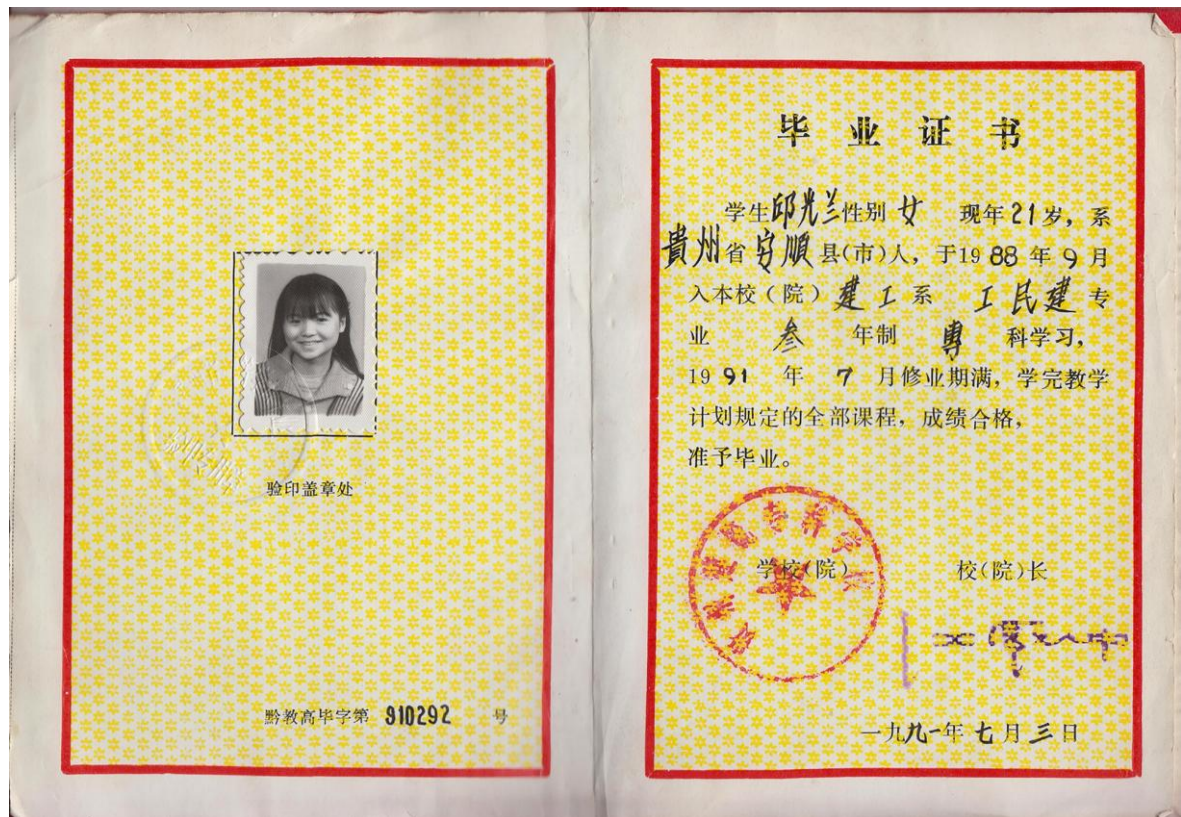 验印盖章处
黔教高毕字第 910292 号
毕业证书
学生邱光兰性别 女 现年21岁，系
貴州省安順县(市)人，于1988年9月
入本校（院）建工系 工民建专
业 叁 年制 專 科学习，
1991 年 7 月修业期满，学完教学
计划规定的全部课程，成绩合格，
准予毕业。
学校(院)
校(院)长
一九九一年七月三日